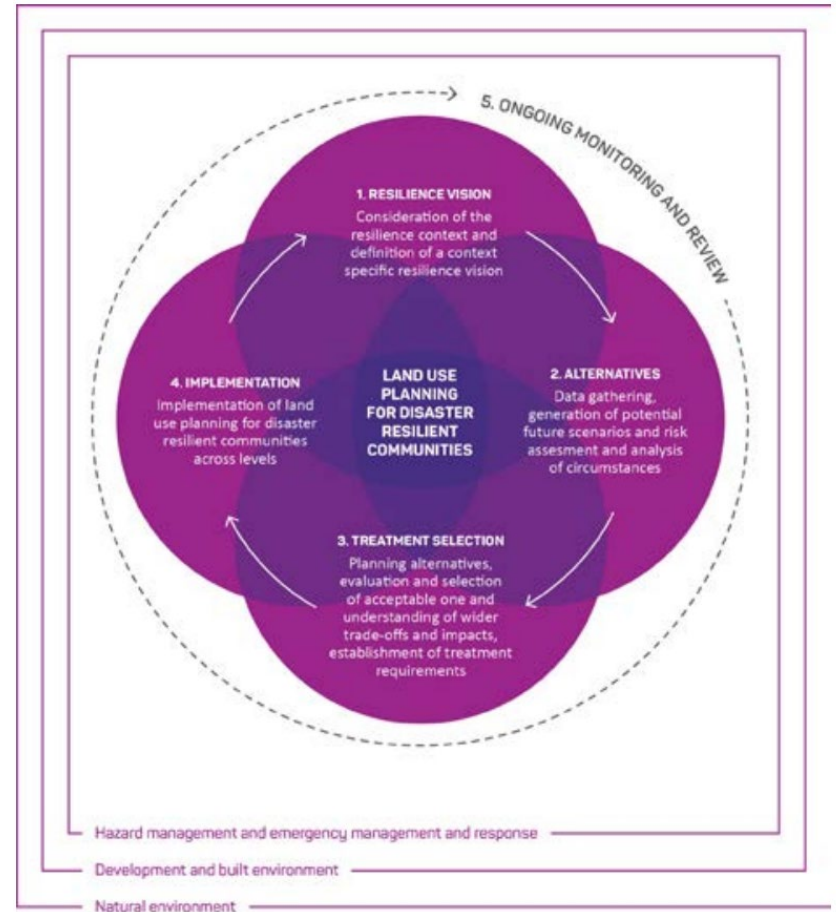 5. ONGOING MONITORING AND REVIEW
1. RESILIENCE VISION
Consideration of the
resilience context and
definition of a context
specific resilience vision
2. ALTERNATIVES
Data gathering,
generation of potential
future scenarios and risk
assesment and analysis
of circumstances
4. IMPLEMENTATION
Implementation of land
use planning for disaster
resilient communities
across levels
LAND USE
PLANNING
FOR DISASTER
RESILIENT
COMMUNITIES
3. TREATMENT SELECTION
Planning alternatives,
evaluation and selection
of acceptable one and
understanding of wider
trade-offs and impacts,
establishment of treatment
requirements
Hazard management and emergency management and response
Development and built environment
Natural environment